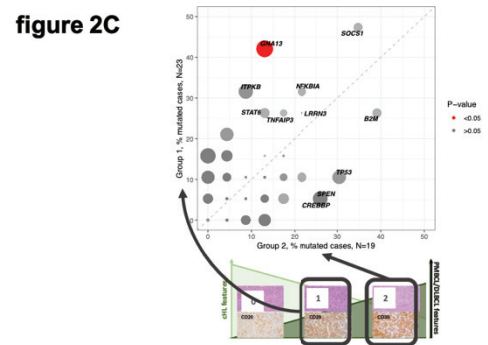 figure 2C
50
40
30
20
10
0
Group 1, % mutated cases, N=23
SOCS1
GNA13
ITPKB
NFKBIA
STAT6
TNFAIP3
LRRN3
B2M
TP53
SPEN
CREBBP
P-value
<0.05
>0.05
0
10
20
30
40
50
Group 2, % mutated cases, N=19
cHL features
0
CD20
1
CD20
2
CD20
PMBCL/DLBCL features